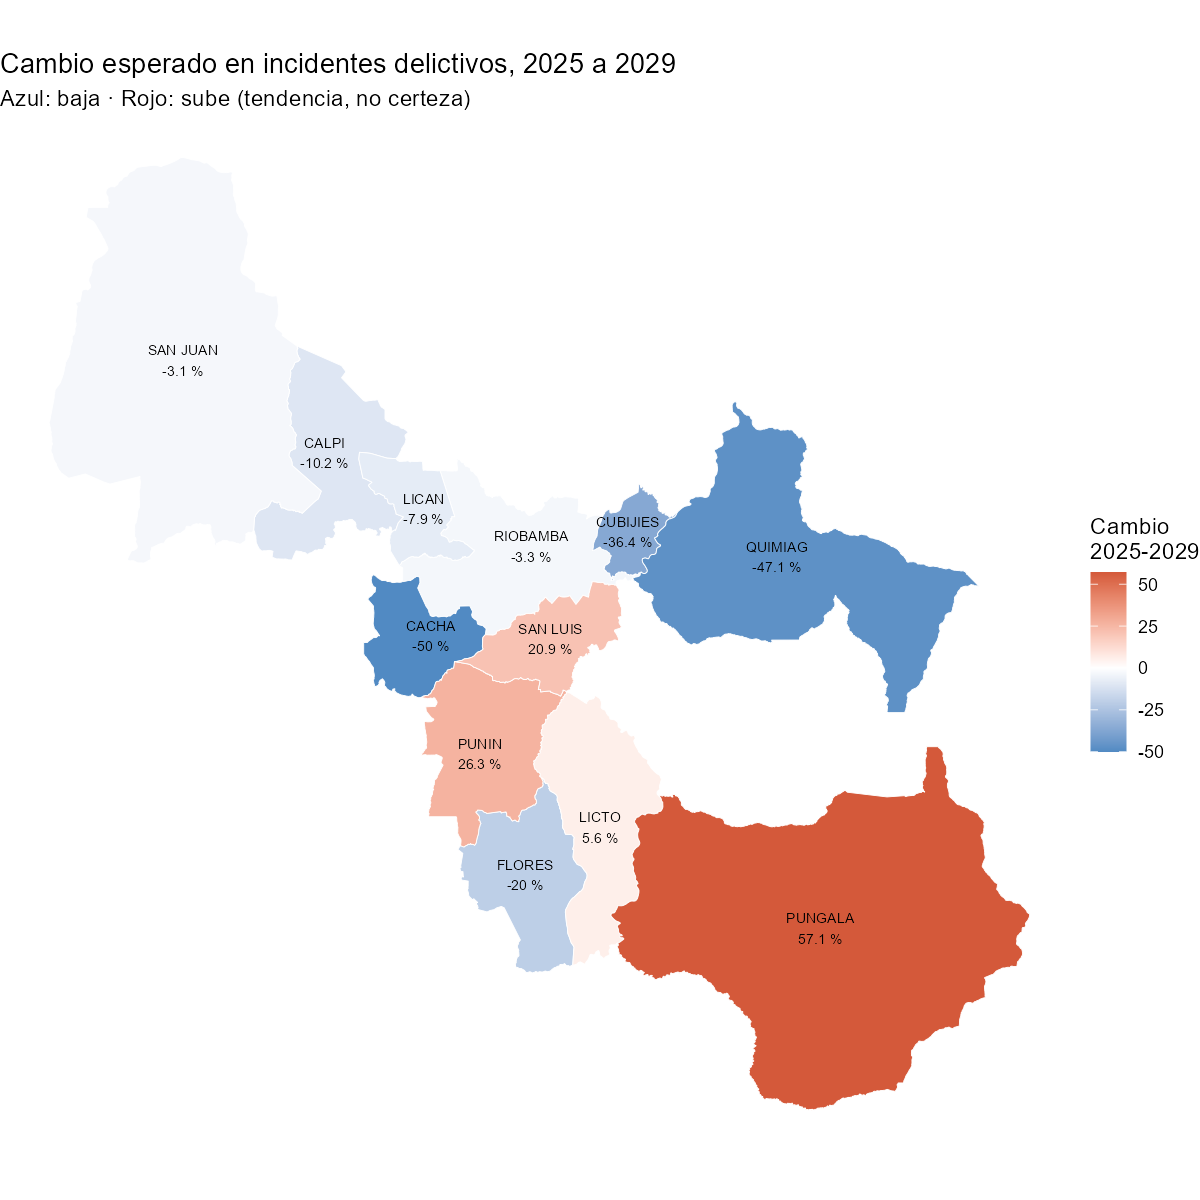 Cambio esperado en incidentes delictivos, 2025 a 2029
Azul: baja · Rojo: sube (tendencia, no certeza)
SAN JUAN
-3.1 %
CALPI
-10.2 %
LICAN
-7.9 %
RIOBAMBA
-3.3 %
CUBIJIES
-36.4 %
QUIMIAG
-47.1 %
CACHA
-50 %
SAN LUIS
20.9 %
PUNIN
26.3 %
LICTO
5.6 %
FLORES
-20 %
PUNGALA
57.1 %
Cambio
2025-2029
50
25
0
-25
-50